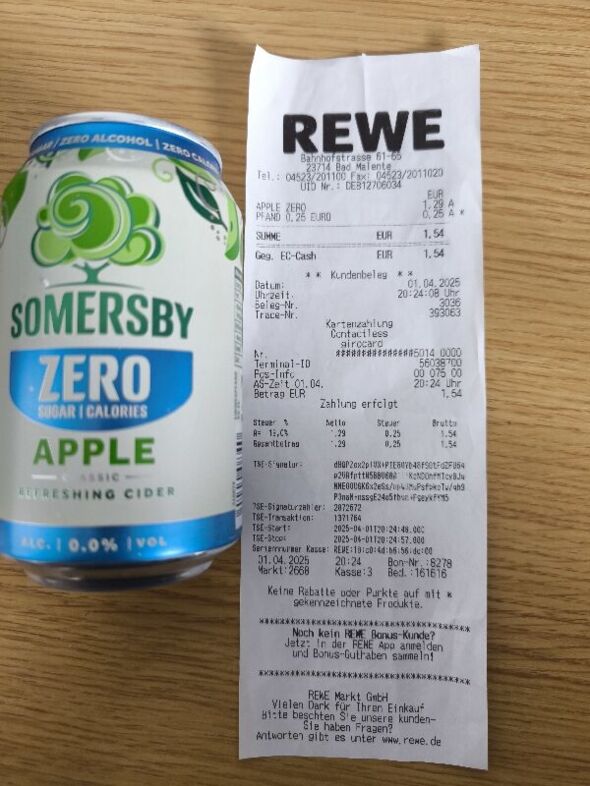 ZERO ALCOHOL | ZERO
SOMERSBY
ZERO
SUGAR | CALORIES
APPLE
CLASSIC
REFRESHING CIDER
ALC. | 0.0% | VOL
REWE
Bahnhofstrasse 61-65
23714 Bad Malente
Tel.: 04523/201100 Fax: 04523/2011020
UID Nr.: DE812706034
EUR
APPLE ZERO 1,29 A
PFAND 0,25 EURO 0,25 A *
SUMME EUR 1,54
Geg. EC-Cash EUR 1,54
* * Kundenbeleg * *
Datum: 01.04.2025
Uhrzeit: 20:24:08 Uhr
Beleg-Nr. 3036
Trace-Nr. 393063
Kartenzahlung
Contactless
girocard
Nr. ###############5014 0000
Terminal-ID 56038700
Pos-Info 00 075 00
AS-Zeit 01.04. 20:24 Uhr
Betrag EUR 1,54
Zahlung erfolgt
Steuer % Netto Steuer Brutto
A= 19,0% 1,29 0,25 1,54
Gesamtbetrag 1,29 0,25 1,54
TSE-Signatur:
TSE-Signaturzähler: 2072672
TSE-Transaktion: 1371764
TSE-Start: 2025-04-01T20:24:48.000
TSE-Stop: 2025-04-01T20:24:57.000
Seriennummer Kasse: REWE:
01.04.2025 20:24 Bon-Nr.:8278
Markt:2668 Kasse:3 Bed.:161616
Keine Rabatte oder Punkte auf mit *
gekennzeichnete Produkte.
****************************************
Noch kein REWE Bonus-Kunde?
Jetzt in der REWE App anmelden
und Bonus-Guthaben sammeln!
****************************************
REWE Markt GmbH
Vielen Dank für Ihren Einkauf
Bitte beachten Sie unsere kunden-
Sie haben Fragen?
Antworten gibt es unter www.rewe.de